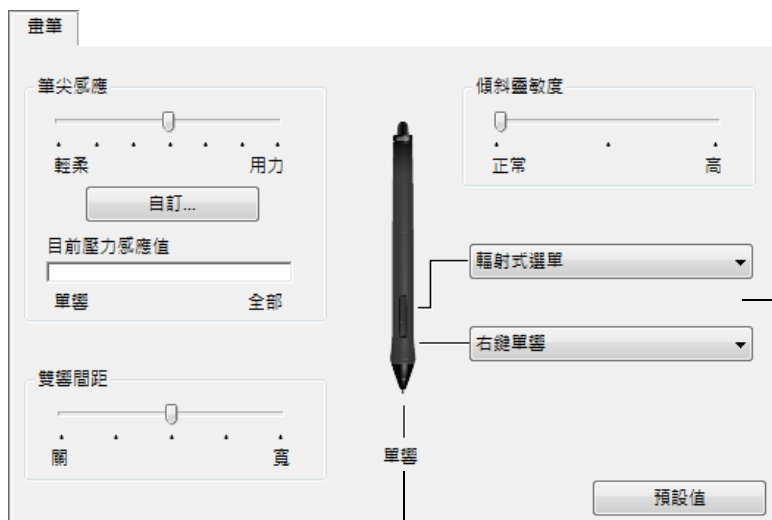 畫筆
筆尖感應
輕柔
用力
自訂...
目前壓力感應值
單響
全部
雙響間距
關
寬
單響
傾斜靈敏度
正常
高
輻射式選單
右鍵單響
預設值